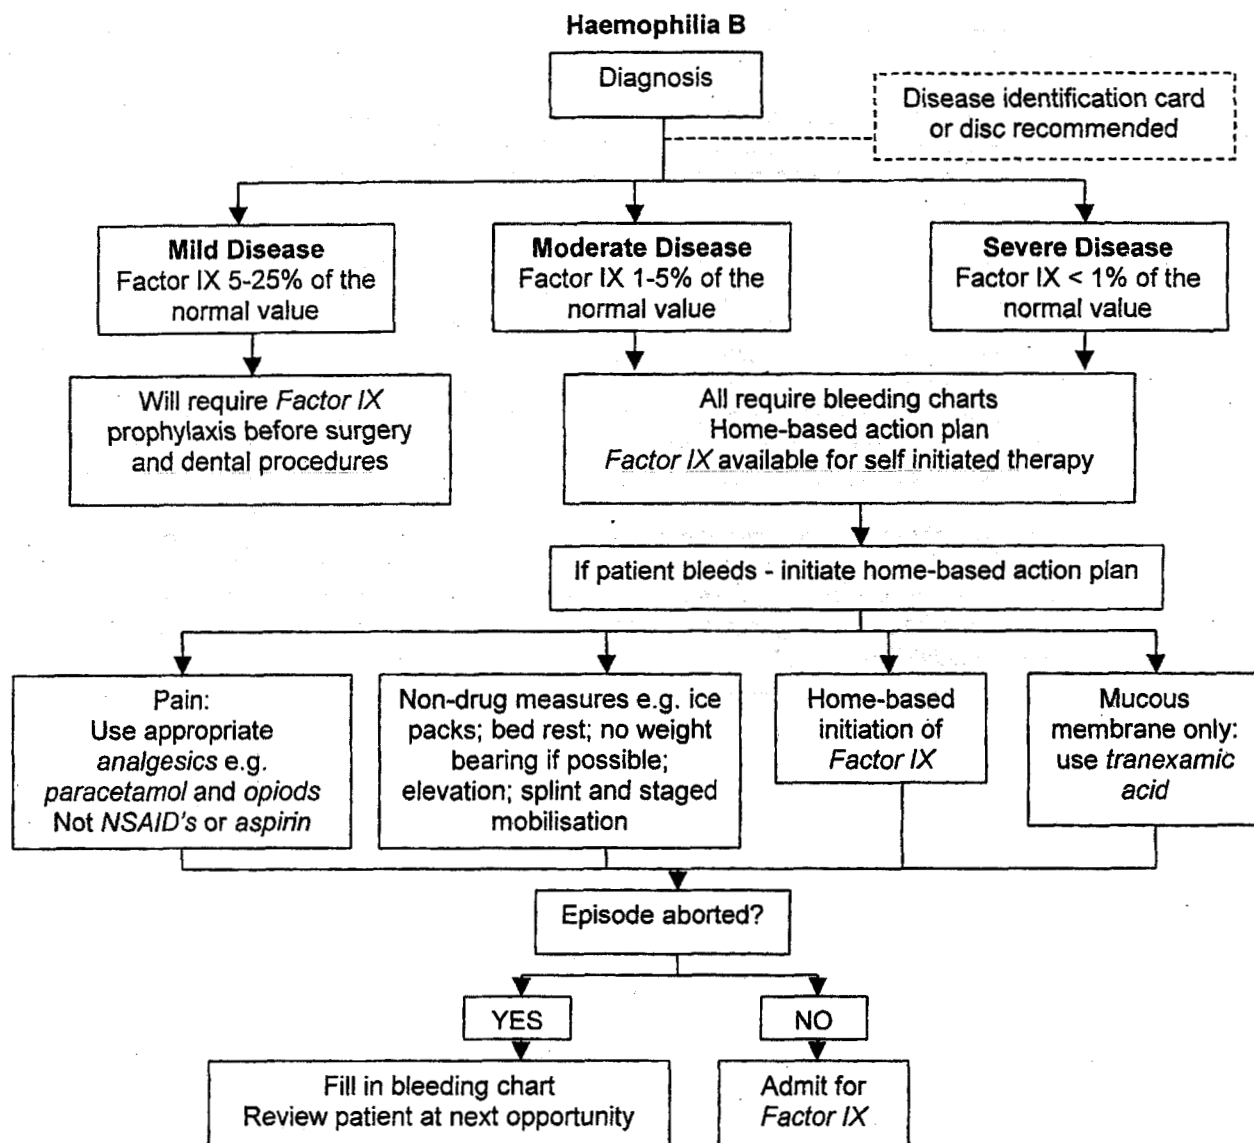 Haemophilia B
Diagnosis
Disease identification card
or disc recommended
Mild Disease
Factor IX 5-25% of the
normal value
Moderate Disease
Factor IX 1-5% of the
normal value
Severe Disease
Factor IX < 1% of the
normal value
Will require Factor IX
prophylaxis before surgery
and dental procedures
All require bleeding charts
Home-based action plan
Factor IX available for self initiated therapy
If patient bleeds - initiate home-based action plan
Pain:
Use appropriate
analgesics e.g.
paracetamol and opiods
Not NSAID's or aspirin
Non-drug measures e.g. ice
packs; bed rest; no weight
bearing if possible;
elevation; splint and staged
mobilisation
Home-based
initiation of
Factor IX
Mucous
membrane only:
use tranexamic
acid
Episode aborted?
YES
NO
Fill in bleeding chart
Review patient at next opportunity
Admit for
Factor IX